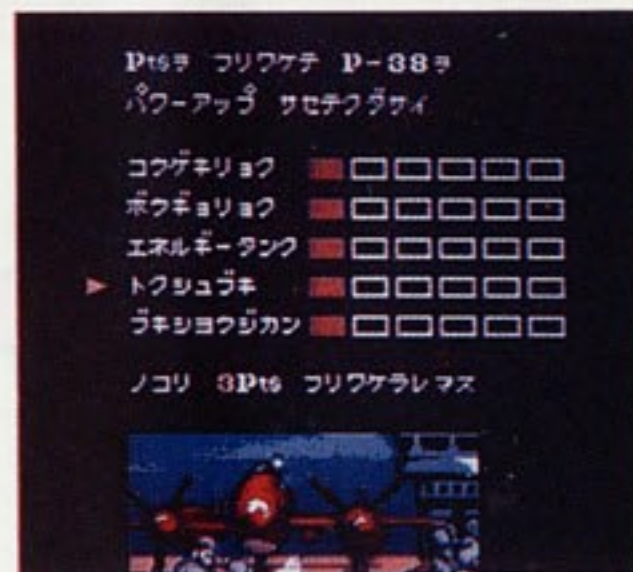 Ptsヲ フリワケテ P-38ヲ
パワーアップ サセテクダサイ
コウゲキリョク
ボウギョリョク
エネルギータンク
トクシュブキ
ブキショウジカン
ノコリ 3Pts フリワケラレマス